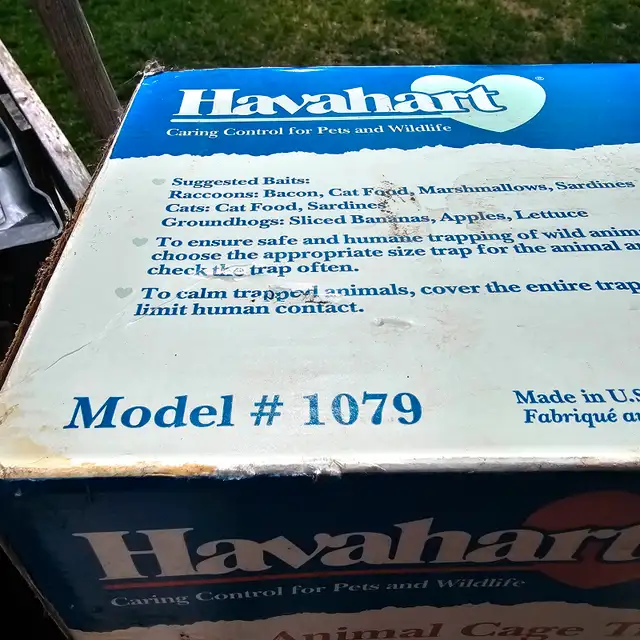 Havahart ®
Caring Control for Pets and Wildlife
Suggested Baits:
Raccoons: Bacon, Cat Food, Marshmallows, Sardines
Cats: Cat Food, Sardines
Groundhogs: Sliced Bananas, Apples, Lettuce
To ensure safe and humane trapping of wild
choose the appropriate size trap for the animal
check the trap often.
To calm trapped animals, cover the entire trap
limit human contact.
Model # 1079
Made in U.S
Fabriqué
Havahart
Caring Control for Pets and Wildlife
Animal Cage